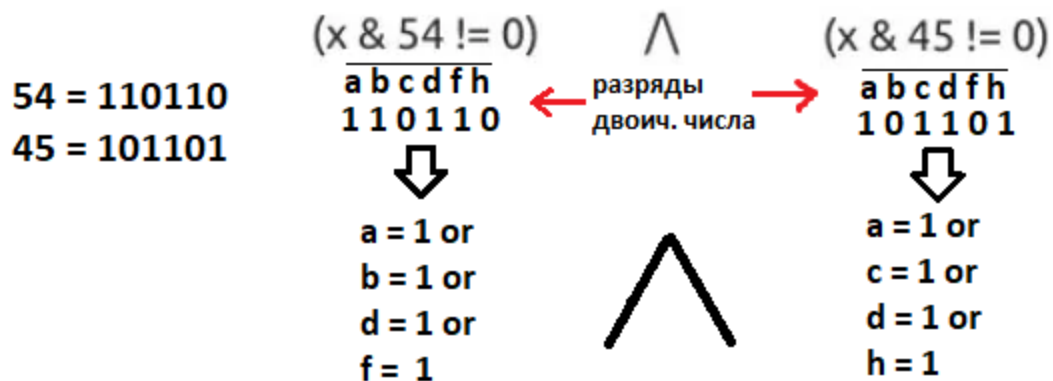 (x & 54 != 0) /\ (x & 45 != 0)
a b c d f h разряды a b c d f h
54 = 110110
1 1 0 1 1 0 двоич. числа 1 0 1 1 0 1
45 = 101101
a = 1 or a = 1 or
b = 1 or c = 1 or
d = 1 or d = 1 or
f = 1 h = 1